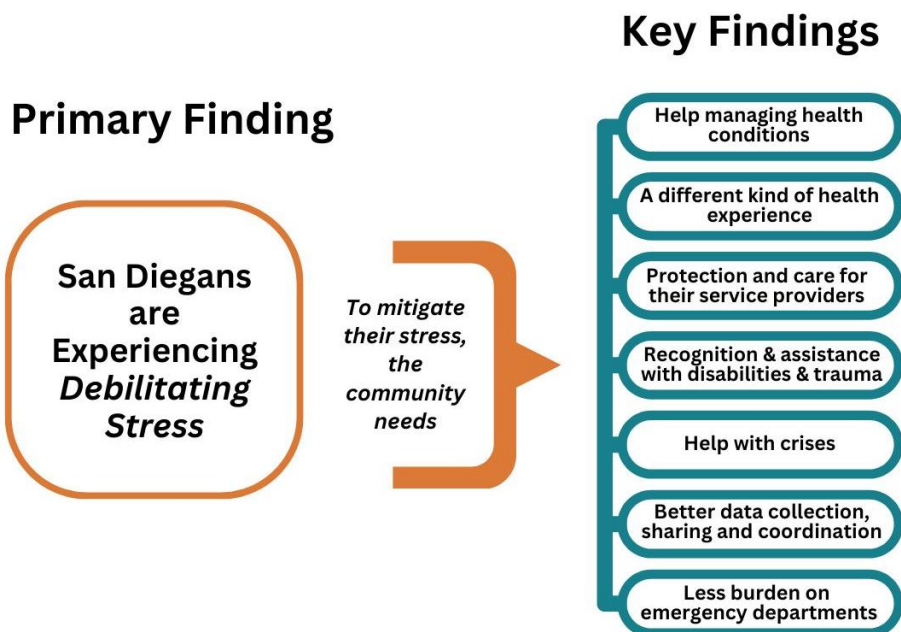 Primary Finding
San Diegans
are
Experiencing
Debilitating
Stress
To mitigate
their stress,
the
community
needs
Key Findings
Help managing health
conditions
A different kind of health
experience
Protection and care for
their service providers
Recognition & assistance
with disabilities & trauma
Help with crises
Better data collection,
sharing and coordination
Less burden on
emergency departments